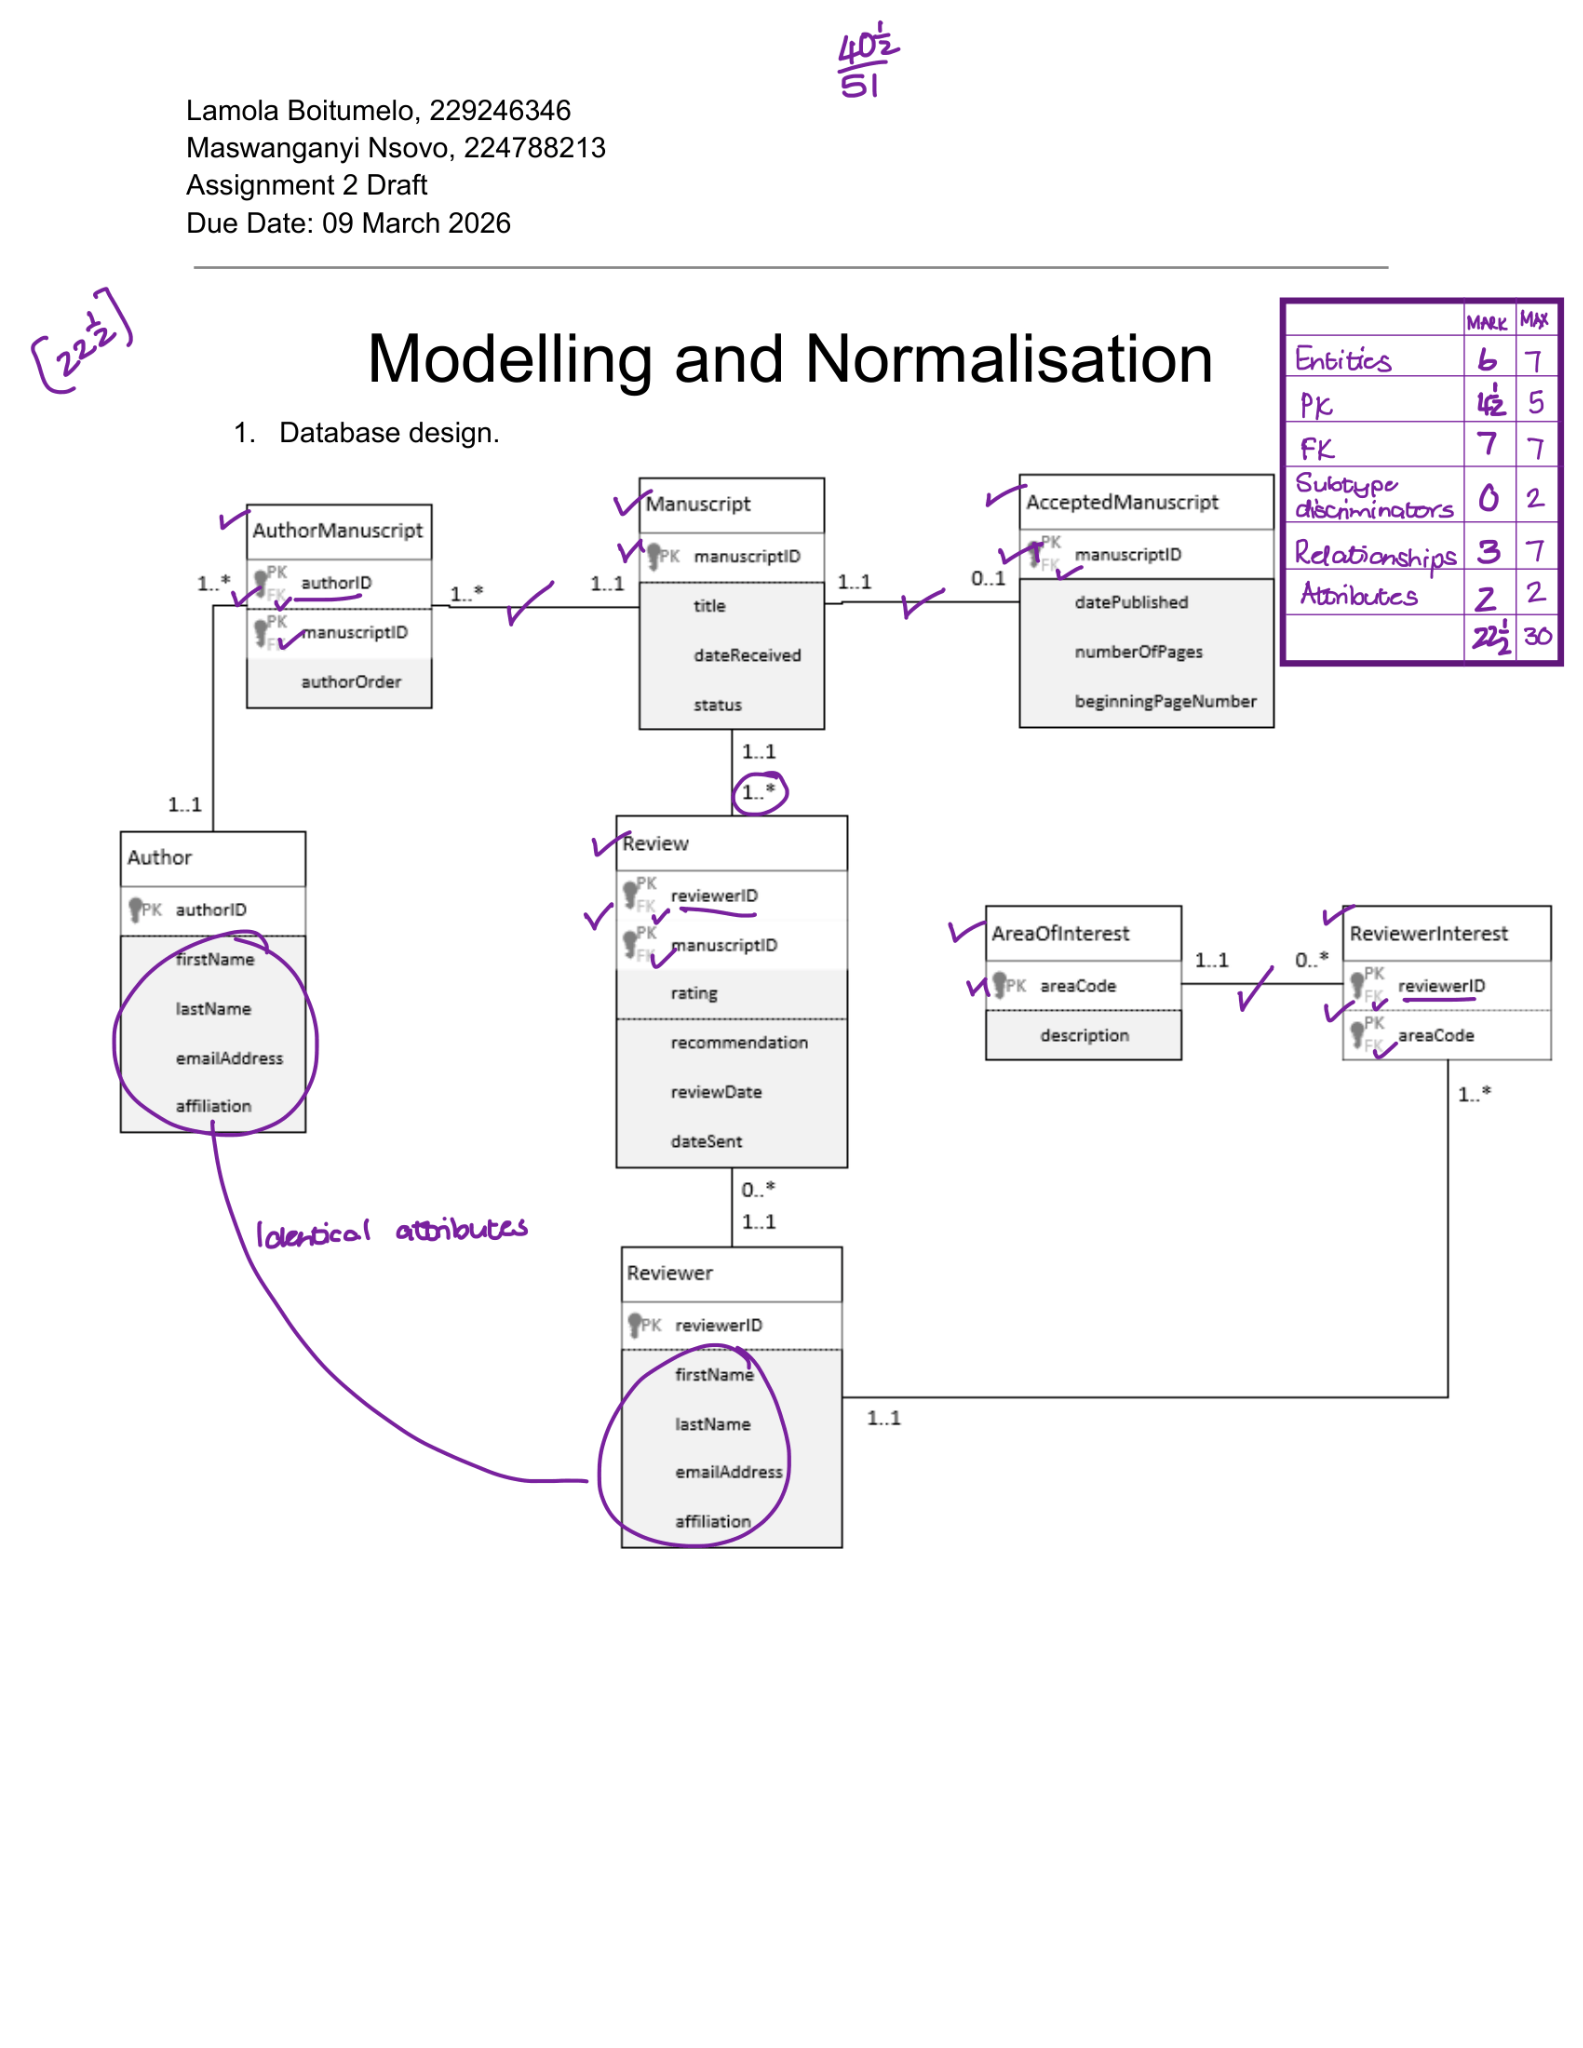 40½
51
Lamola Boitumelo, 229246346
Maswanganyi Nsovo, 224788213
Assignment 2 Draft
Due Date: 09 March 2026
[22½]
Modelling and Normalisation
MARK MAX
Entities 6 7
PK 4½ 5
FK 7 7
Subtype discriminators 0 2
Relationships 3 7
Attributes 2 2
22½ 30
1. Database design.
AuthorManuscript
PK FK authorID
PK FK manuscriptID
authorOrder
1..*
1..*
1..1
Manuscript
PK manuscriptID
title
dateReceived
status
1..1
0..1
AcceptedManuscript
PK FK manuscriptID
datePublished
numberOfPages
beginningPageNumber
1..1
1..*
1..1
Author
PK authorID
firstName
lastName
emailAddress
affiliation
Review
PK FK reviewerID
PK FK manuscriptID
rating
recommendation
reviewDate
dateSent
AreaOfInterest
PK areaCode
description
1..1
0..*
ReviewerInterest
PK FK reviewerID
PK FK areaCode
1..*
0..*
1..1
Identical attributes
Reviewer
PK reviewerID
firstName
lastName
emailAddress
affiliation
1..1